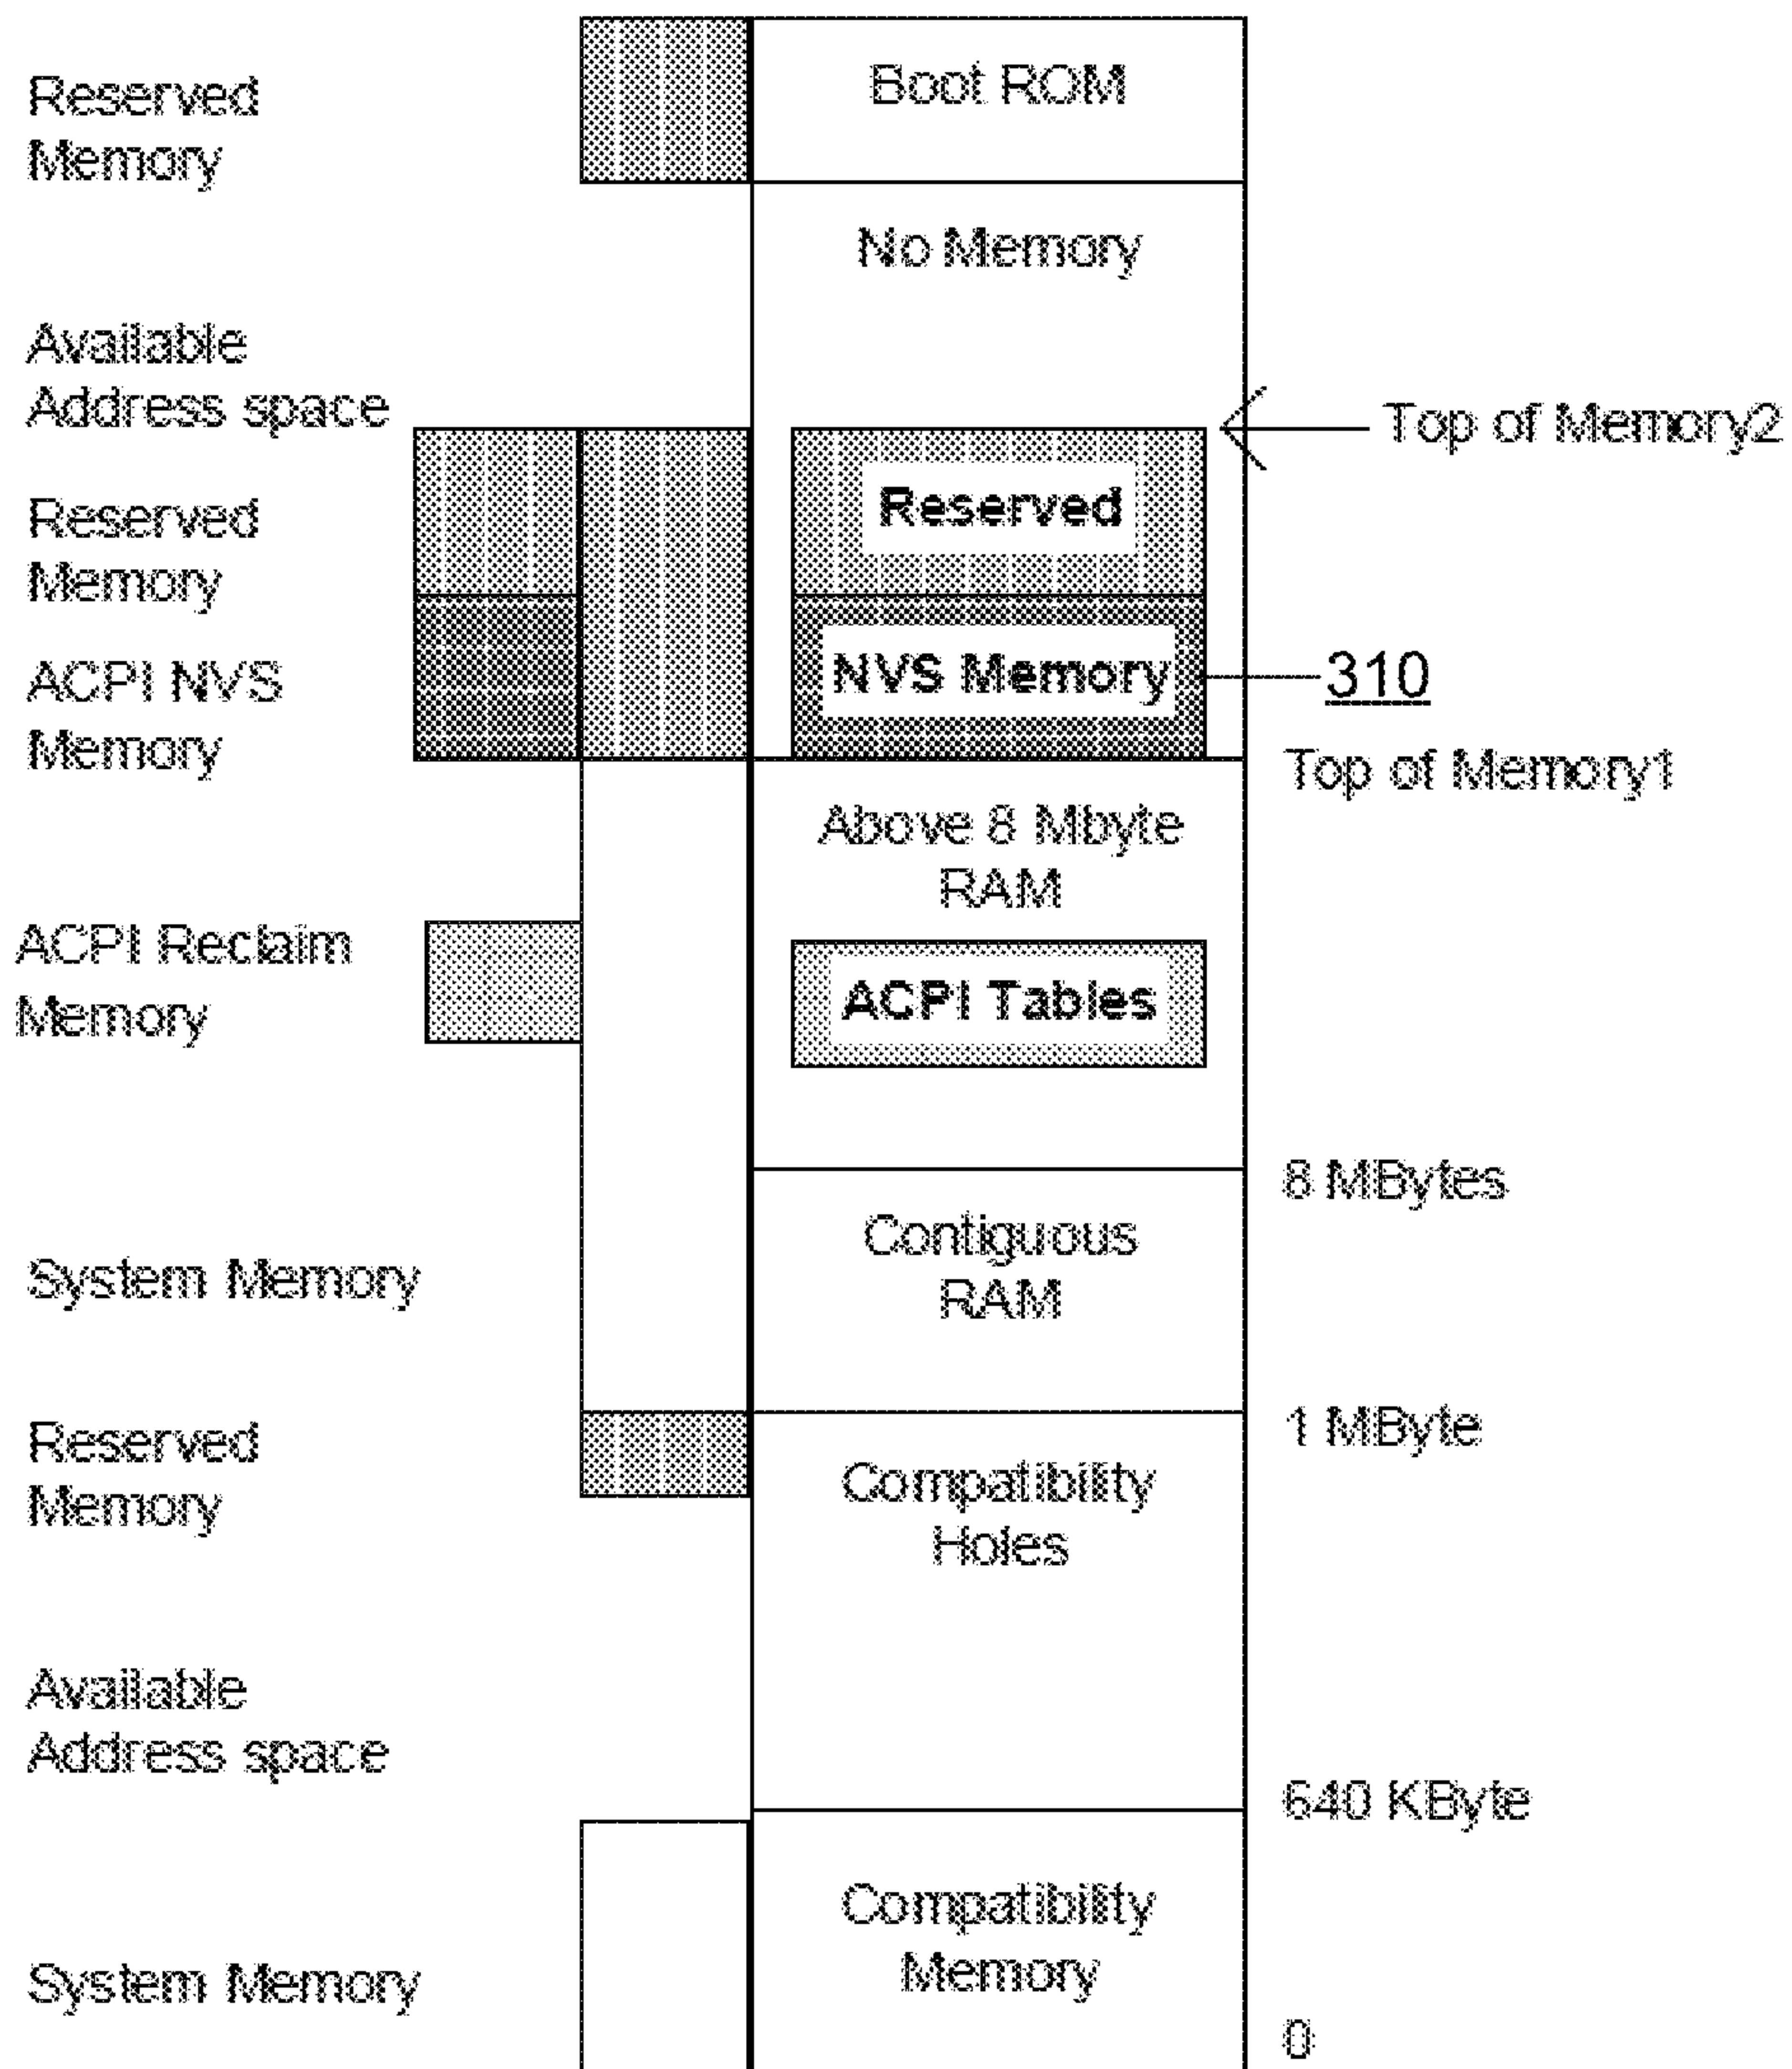 Reserved
Memory
Boot ROM
No Memory
Available
Address space
Top of Memory2
Reserved
Memory
Reserved
ACPI NVS
Memory
NVS Memory
310
Top of Memory1
Above 8 Mbyte
RAM
ACPI Reclaim
Memory
ACPI Tables
8 MBytes
System Memory
Contiguous
RAM
1 MByte
Reserved
Memory
Compatibility
Holes
Available
Address space
640 KByte
System Memory
Compatibility
Memory
0